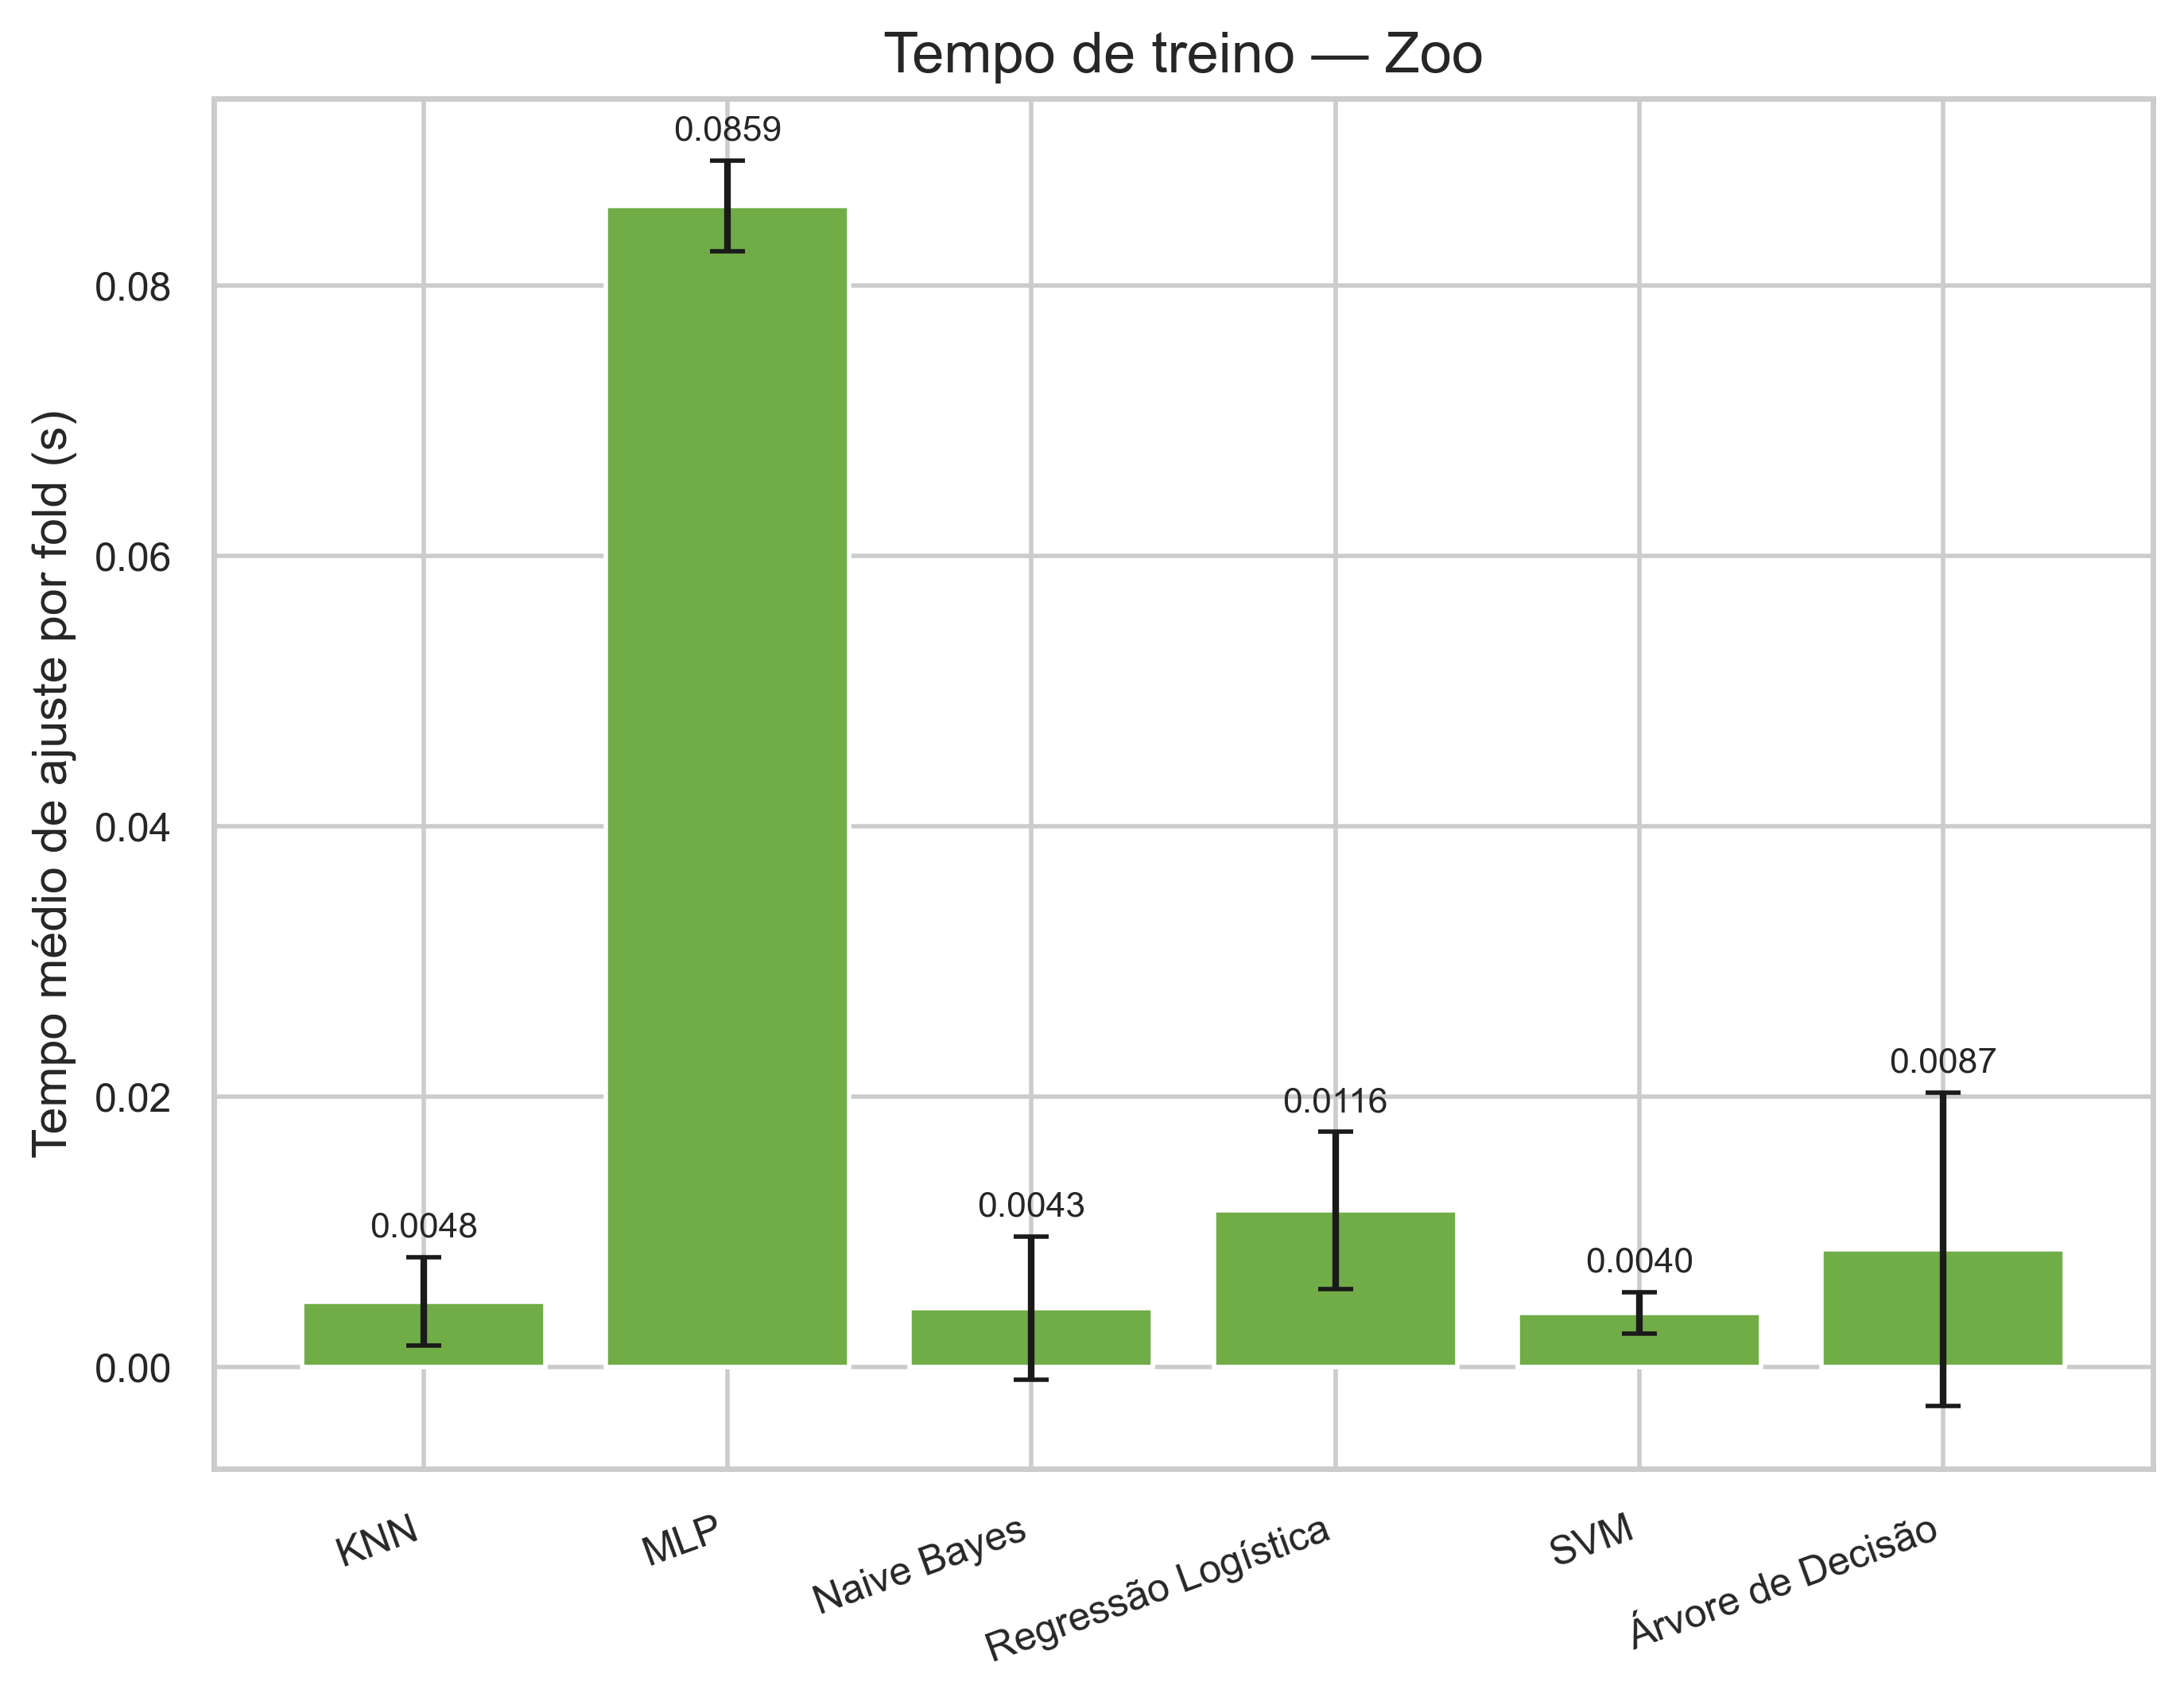 Tempo de treino — Zoo
Tempo médio de ajuste por fold (s)
0.08
0.06
0.04
0.02
0.00
0.0048
0.0859
0.0043
0.0116
0.0040
0.0087
KNN
MLP
Naive Bayes
Regressão Logística
SVM
Árvore de Decisão